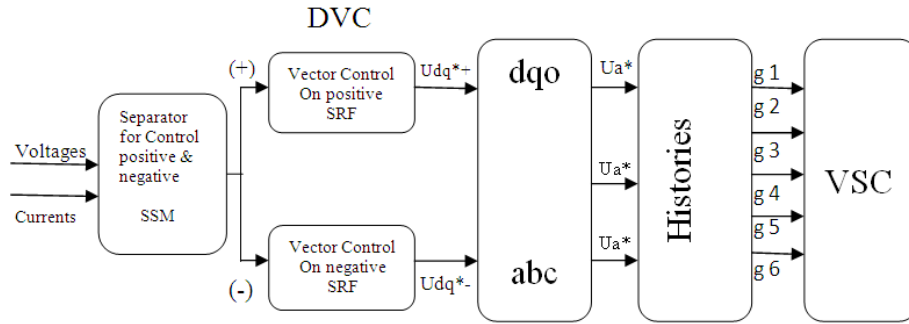 DVC
Voltages
Currents
Separator
for Control
positive &
negative
SSM
(+)
(-)
Vector Control
On positive
SRF
Vector Control
On negative
SRF
Udq*+
Udq*-
dqo
abc
Ua*
Ua*
Ua*
Histories
g 1
g 2
g 3
g 4
g 5
g 6
VSC